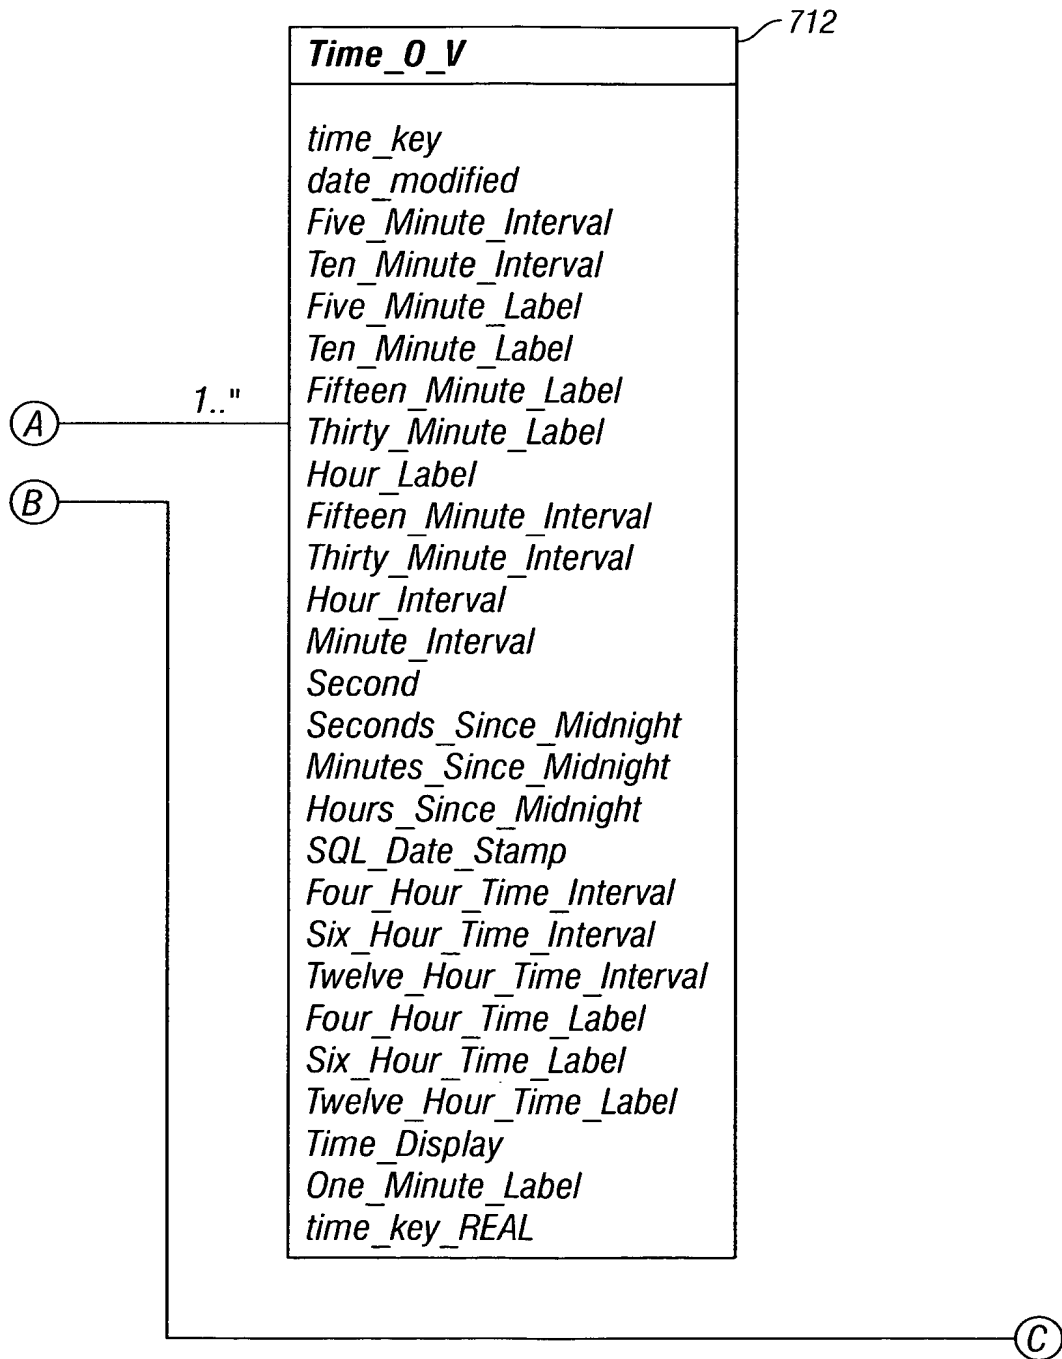 712
Time_O_V
time_key
date_modified
Five_Minute_Interval
Ten_Minute_Interval
Five_Minute_Label
Ten_Minute_Label
Fifteen_Minute_Label
1.."
A
Thirty_Minute_Label
Hour_Label
B
Fifteen_Minute_Interval
Thirty_Minute_Interval
Hour_Interval
Minute_Interval
Second
Seconds_Since_Midnight
Minutes_Since_Midnight
Hours_Since_Midnight
SQL_Date_Stamp
Four_Hour_Time_Interval
Six_Hour_Time_Interval
Twelve_Hour_Time_Interval
Four_Hour_Time_Label
Six_Hour_Time_Label
Twelve_Hour_Time_Label
Time_Display
One_Minute_Label
time_key_REAL
C